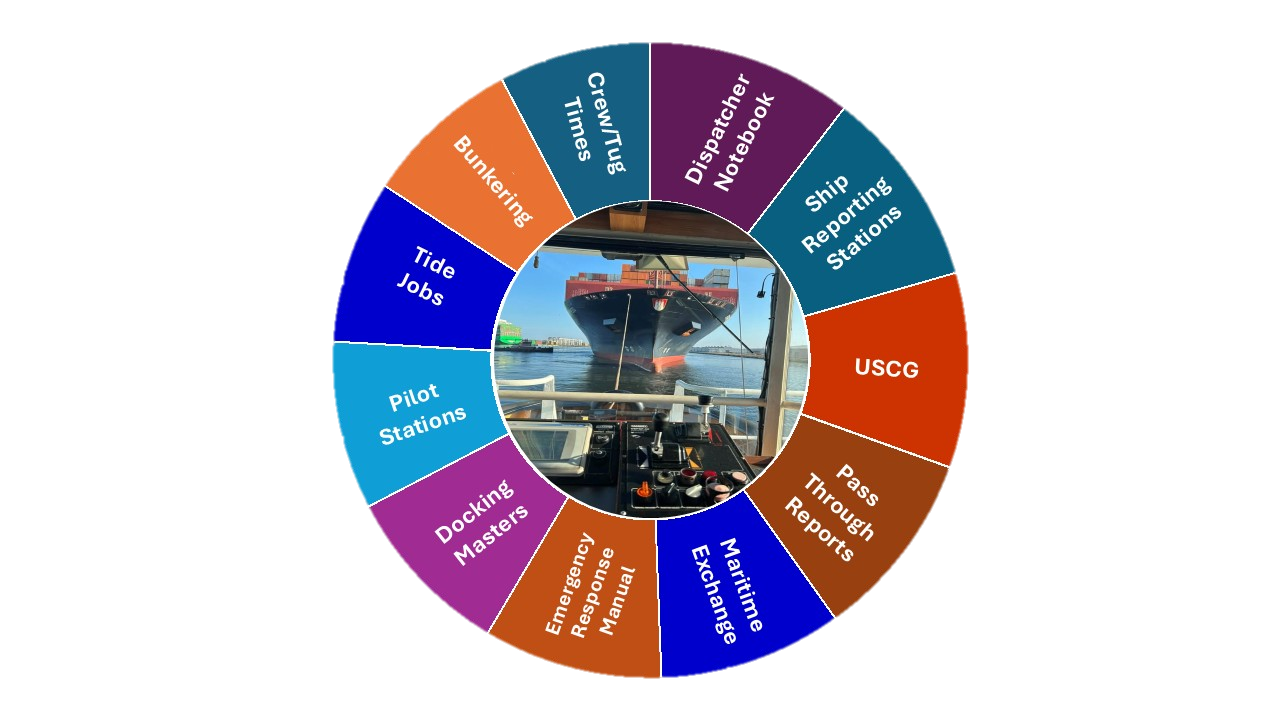 Dispatcher
Notebook
Ship
Reporting
Stations
USCG
Pass
Through
Reports
Maritime
Exchange
Emergency
Response
Manual
Docking
Masters
Pilot
Stations
Tide
Jobs
Bunkering
Crew/Tug
Times